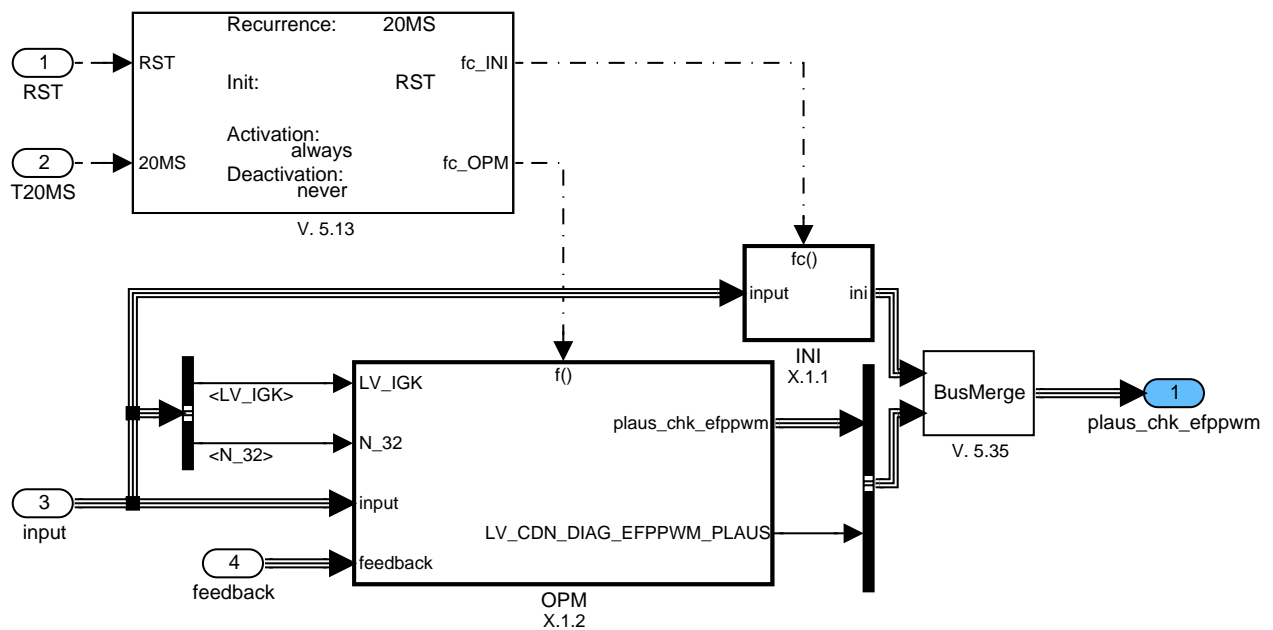 Recurrence: 20MS
1
RST
RST
fc_INI
Init: RST
Activation:
always
2
T20MS
20MS
fc_OPM
Deactivation:
never
V. 5.13
fc()
input
ini
INI
X.1.1
f()
<LV_IGK>
LV_IGK
<N_32>
N_32
plaus_chk_efppwm
BusMerge
V. 5.35
1
plaus_chk_efppwm
3
input
input
LV_CDN_DIAG_EFPPWM_PLAUS
4
feedback
feedback
OPM
X.1.2